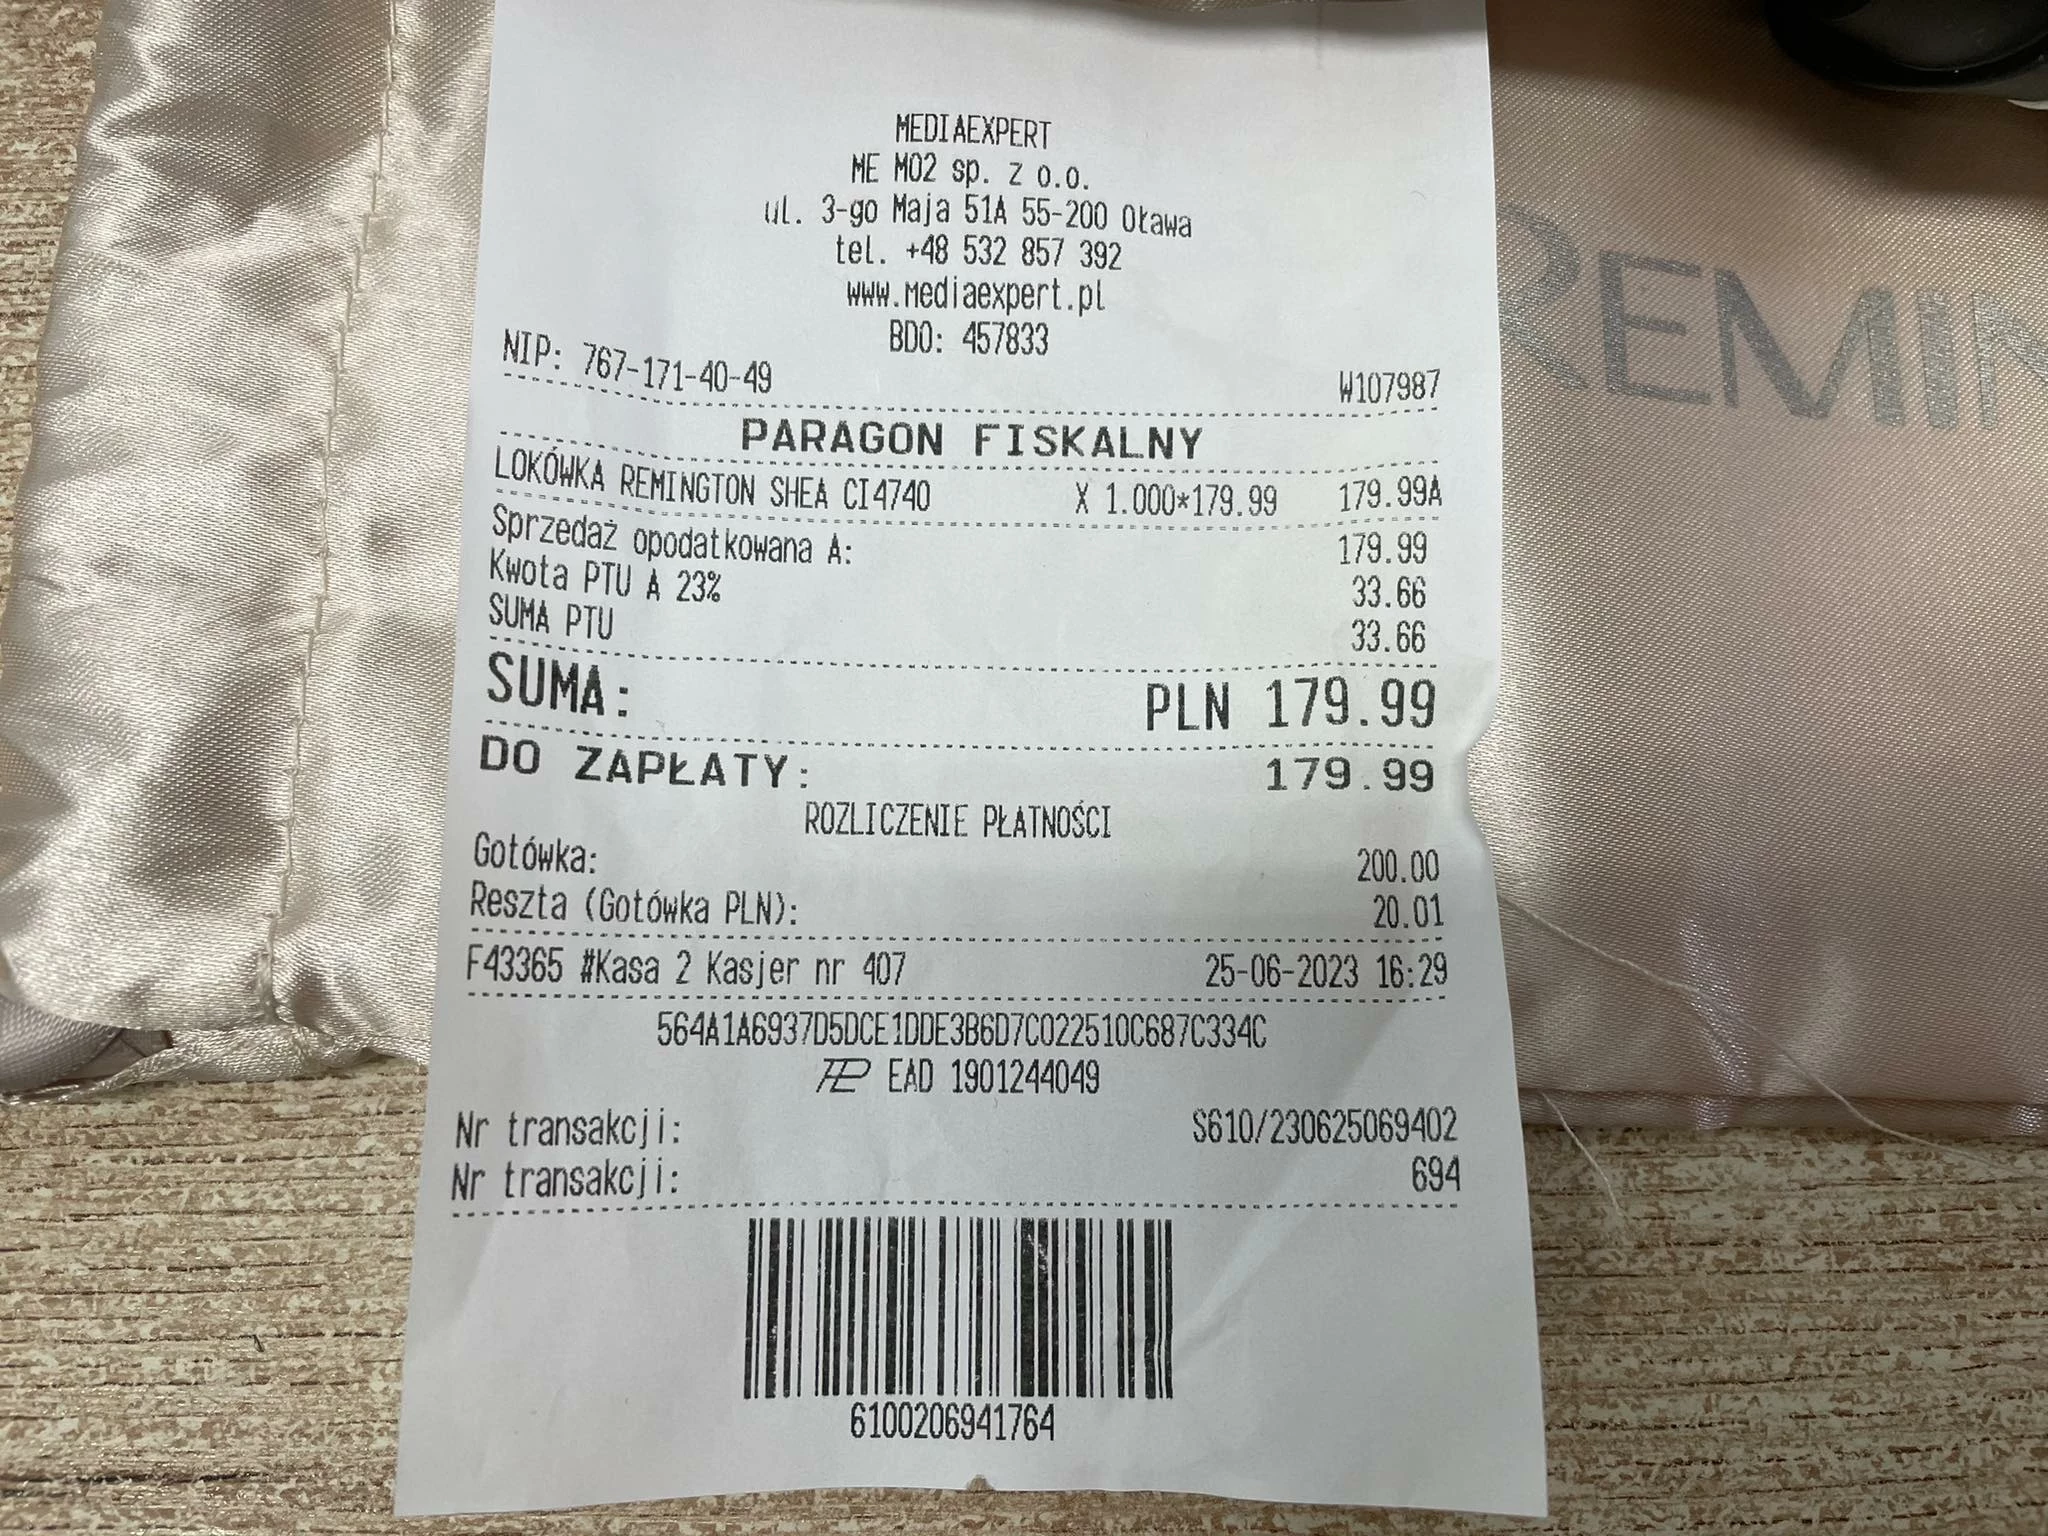 MEDIAEXPERT
ME M02 sp. z o.o.
ul. 3-go Maja 51A 55-200 Oława
tel. +48 532 857 392
www.mediaexpert.pl
BDO: 457833
NIP: 767-171-40-49 W107987
PARAGON FISKALNY
LOKÓWKA REMINGTON SHEA CI4740 X 1.000*179.99 179.99A
Sprzedaż opodatkowana A: 179.99
Kwota PTU A 23% 33.66
SUMA PTU 33.66
SUMA: PLN 179.99
DO ZAPŁATY: 179.99
ROZLICZENIE PŁATNOŚCI
Gotówka: 200.00
Reszta (Gotówka PLN): 20.01
F43365 #Kasa 2 Kasjer nr 407 25-06-2023 16:29
564A1A6937D5DCE1DDE3B6D7C022510C687C334C
EAD 1901244049
Nr transakcji: S610/230625069402
Nr transakcji: 694
6100206941764
REMIN